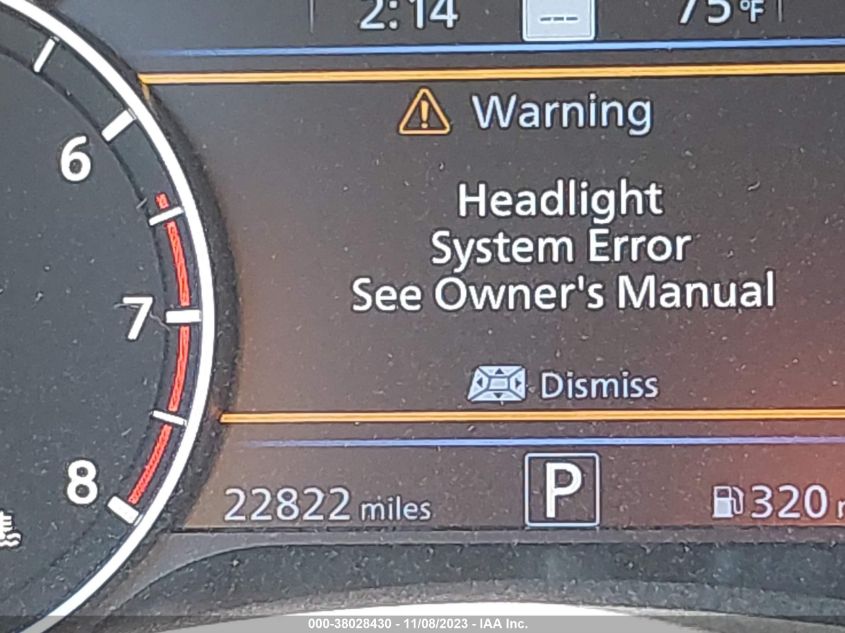 2:14 --- 75°F
Warning
Headlight
System Error
See Owner's Manual
Dismiss
6
7
8
22822 miles P 320
000-38028430 - 11/08/2023 - IAA Inc.